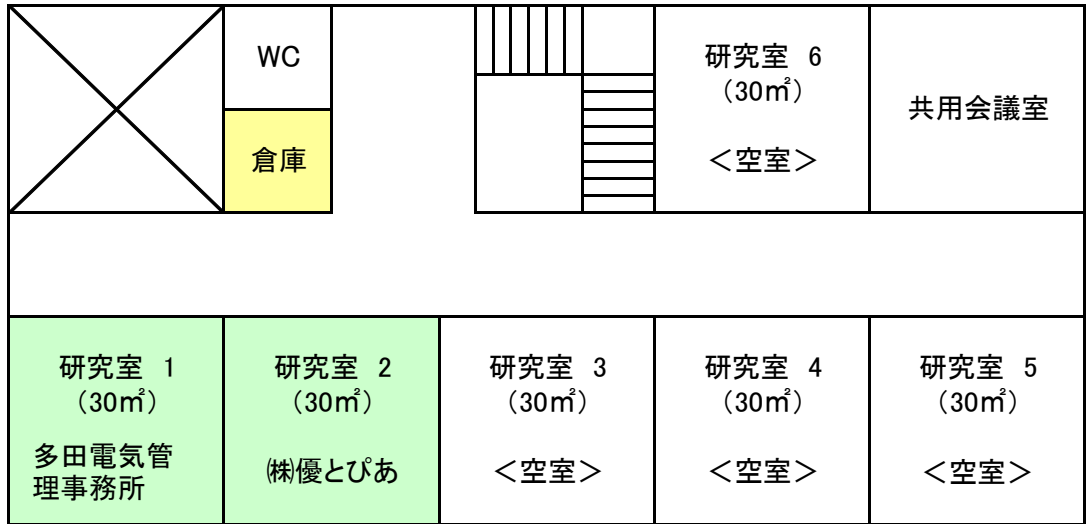 WC
倉庫
研究室 6
（30㎡）
＜空室＞
共用会議室
研究室 1
（30㎡）
多田電気管
理事務所
研究室 2
（30㎡）
㈱優とぴあ
研究室 3
（30㎡）
＜空室＞
研究室 4
（30㎡）
＜空室＞
研究室 5
（30㎡）
＜空室＞